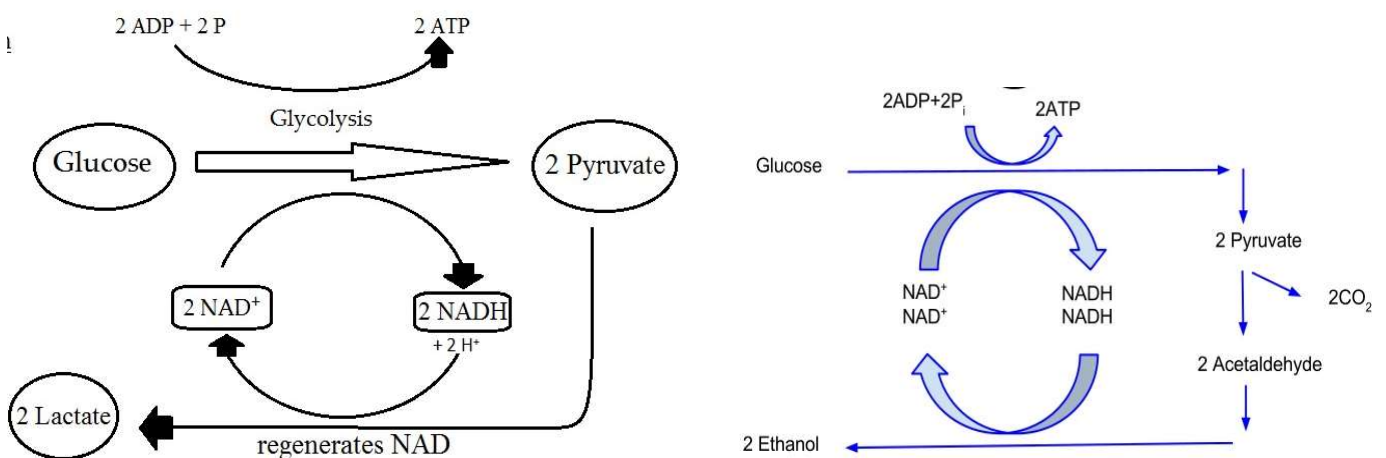 2 ADP + 2 P
2 ATP
Glycolysis
Glucose
2 Pyruvate
2 NAD⁺
2 NADH
+ 2 H⁺
2 Lactate
regenerates NAD
2ADP+2Pᵢ
2ATP
Glucose
2 Pyruvate
NAD⁺
NAD⁺
NADH
NADH
2CO₂
2 Acetaldehyde
2 Ethanol